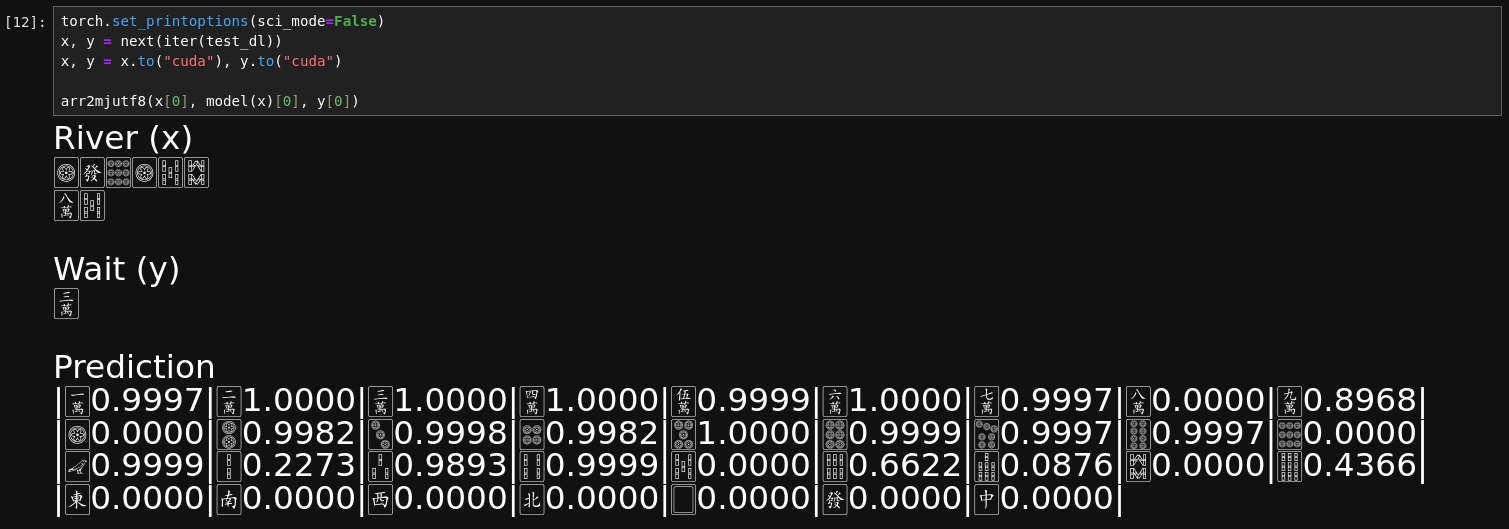 [12]: torch.set_printoptions(sci_mode=False)
x, y = next(iter(test_dl))
x, y = x.to("cuda"), y.to("cuda")
arr2mjutf8(x[0], model(x)[0], y[0])
River (x)
🀙🀅🀡🀙🀔🀗
🀎🀔
Wait (y)
🀉
Prediction
|🀇0.9997|🀈1.0000|🀉1.0000|🀊1.0000|🀋0.9999|🀌1.0000|🀍0.9997|🀎0.0000|🀏0.8968|
|🀙0.0000|🀚0.9982|🀛0.9998|🀜0.9982|🀝1.0000|🀞0.9999|🀟0.9997|🀠0.9997|🀡0.0000|
|🀐0.9999|🀑0.2273|🀒0.9893|🀓0.9999|🀔0.0000|🀕0.6622|🀖0.0876|🀗0.0000|🀘0.4366|
|🀀0.0000|🀁0.0000|🀂0.0000|🀃0.0000|🀆0.0000|🀅0.0000|🀄0.0000|